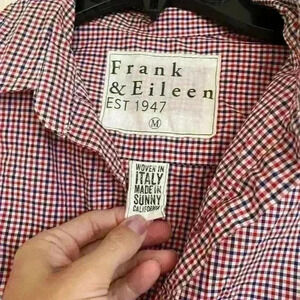 Frank
& Eileen
EST 1947
M
WOVEN IN
ITALY
MADE IN
SUNNY
CALIFORNIA